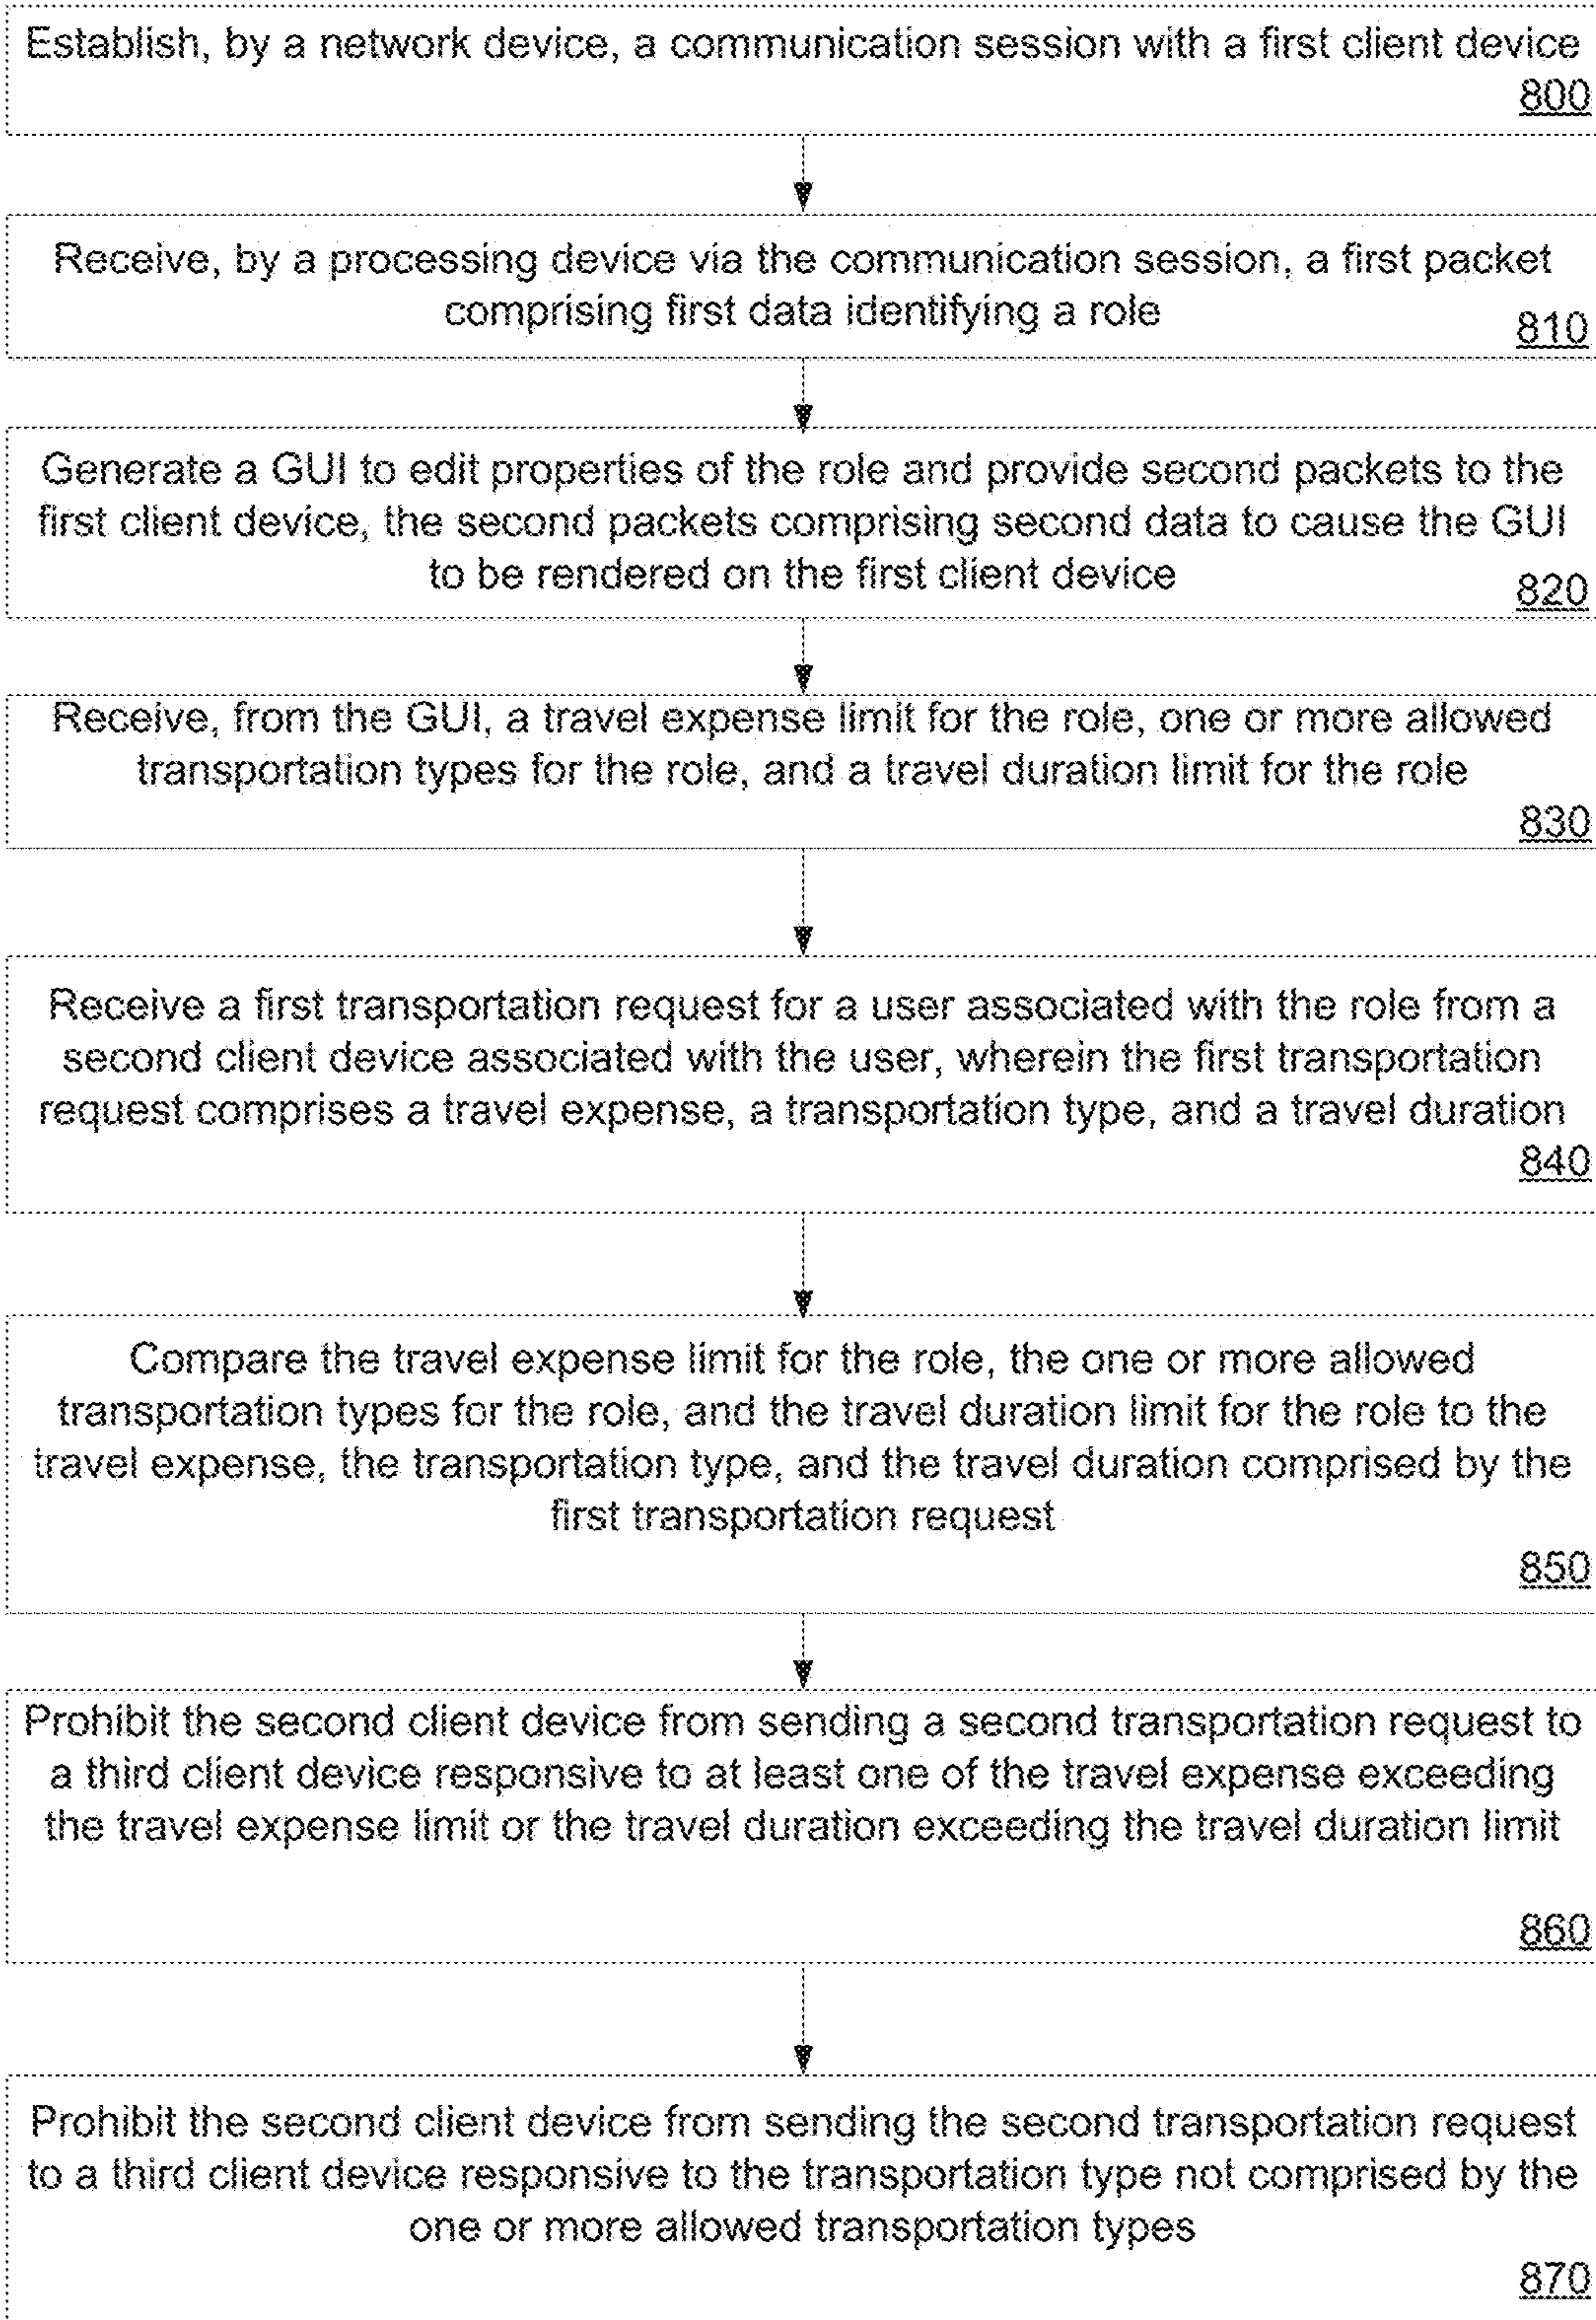 Establish, by a network device, a communication session with a first client device
800
Receive, by a processing device via the communication session, a first packet
comprising first data identifying a role
810
Generate a GUI to edit properties of the role and provide second packets to the
first client device, the second packets comprising second data to cause the GUI
to be rendered on the first client device
820
Receive, from the GUI, a travel expense limit for the role, one or more allowed
transportation types for the role, and a travel duration limit for the role
830
Receive a first transportation request for a user associated with the role from a
second client device associated with the user, wherein the first transportation
request comprises a travel expense, a transportation type, and a travel duration
840
Compare the travel expense limit for the role, the one or more allowed
transportation types for the role, and the travel duration limit for the role to the
travel expense, the transportation type, and the travel duration comprised by the
first transportation request
850
Prohibit the second client device from sending a second transportation request to
a third client device responsive to at least one of the travel expense exceeding
the travel expense limit or the travel duration exceeding the travel duration limit
860
Prohibit the second client device from sending the second transportation request
to a third client device responsive to the transportation type not comprised by the
one or more allowed transportation types
870